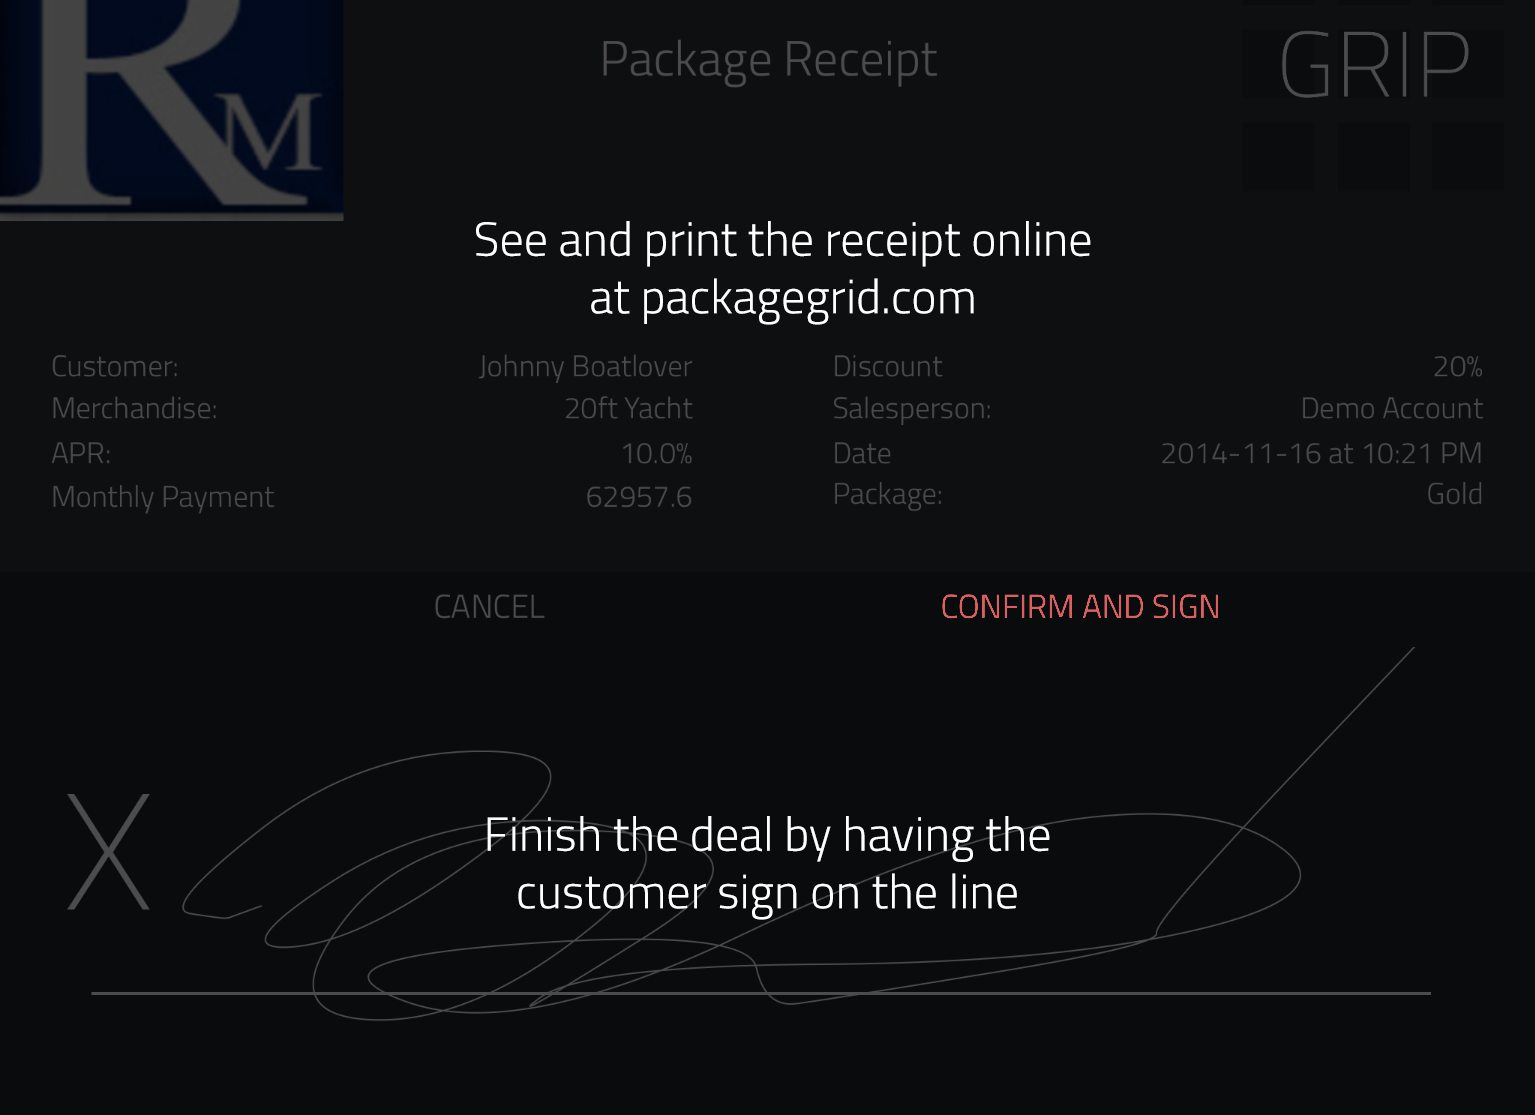 RM
Package Receipt
GRIP
See and print the receipt online
at packagegrid.com
Customer: Johnny Boatlover
Merchandise: 20ft Yacht
APR: 10.0%
Monthly Payment 62957.6
Discount 20%
Salesperson: Demo Account
Date 2014-11-16 at 10:21 PM
Package: Gold
CANCEL
CONFIRM AND SIGN
X
Finish the deal by having the
customer sign on the line